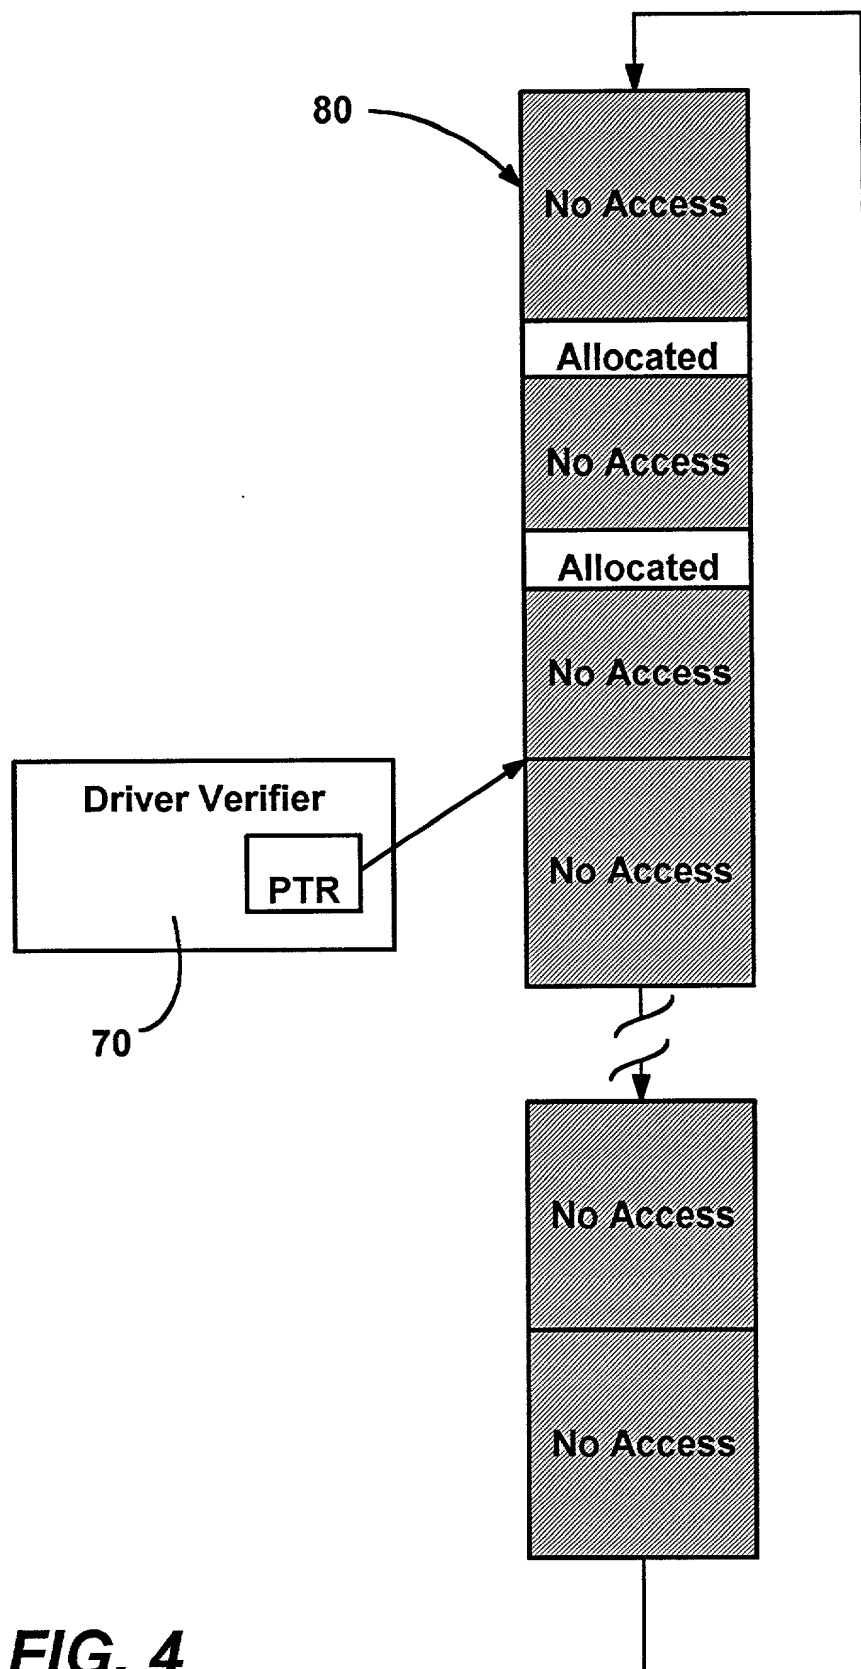 80
No Access
Allocated
No Access
Allocated
No Access
Driver Verifier
PTR
No Access
70
No Access
No Access
FIG. 4